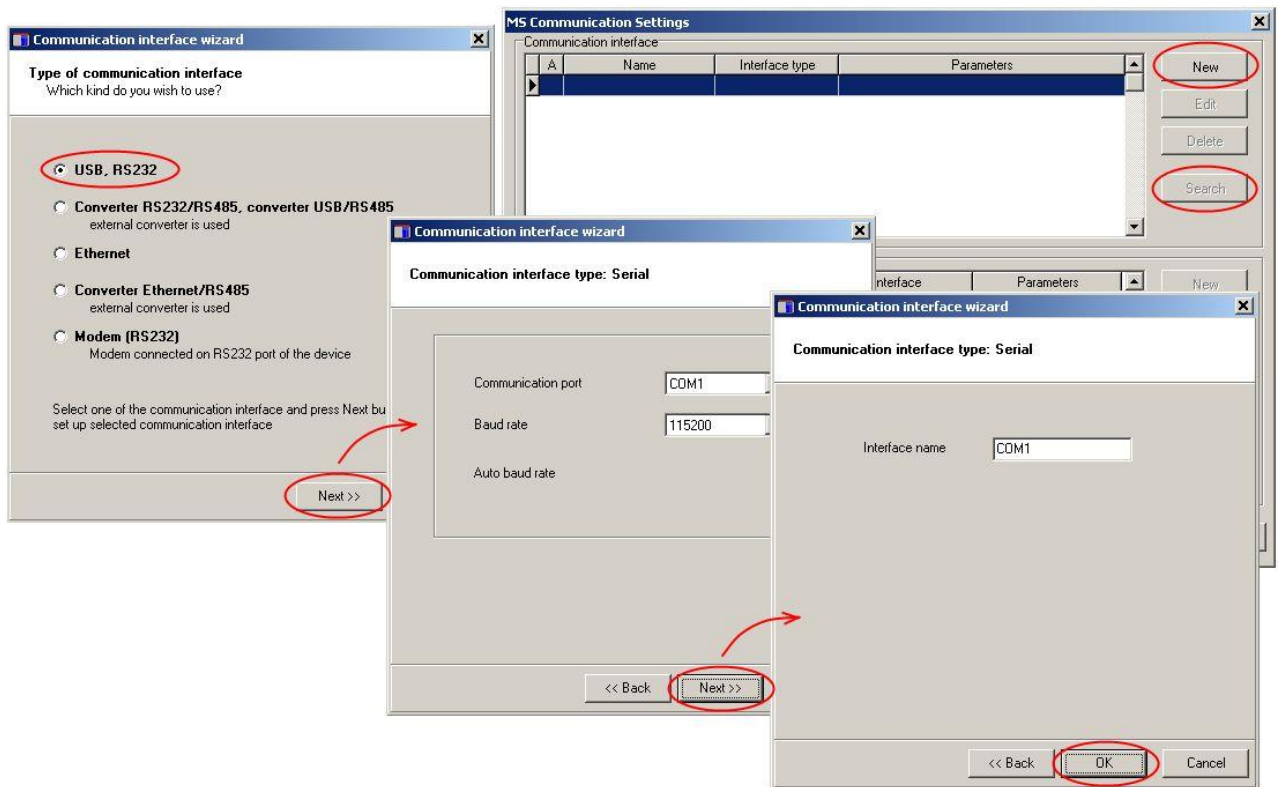 Communication interface wizard
Type of communication interface
Which kind do you wish to use?
USB, RS232
Converter RS232/RS485, converter USB/RS485
external converter is used
Ethernet
Converter Ethernet/RS485
external converter is used
Modem (RS232)
Modem connected on RS232 port of the device
Select one of the communication interface and press Next bu
set up selected communication interface
Next >>
MS Communication Settings
Communication interface
A Name Interface type Parameters
New
Edit
Delete
Search
nterface Parameters
New
Communication interface wizard
Communication interface type: Serial
Communication port COM1
Baud rate 115200
Auto baud rate
<< Back Next >>
Communication interface wizard
Communication interface type: Serial
Interface name COM1
<< Back OK Cancel